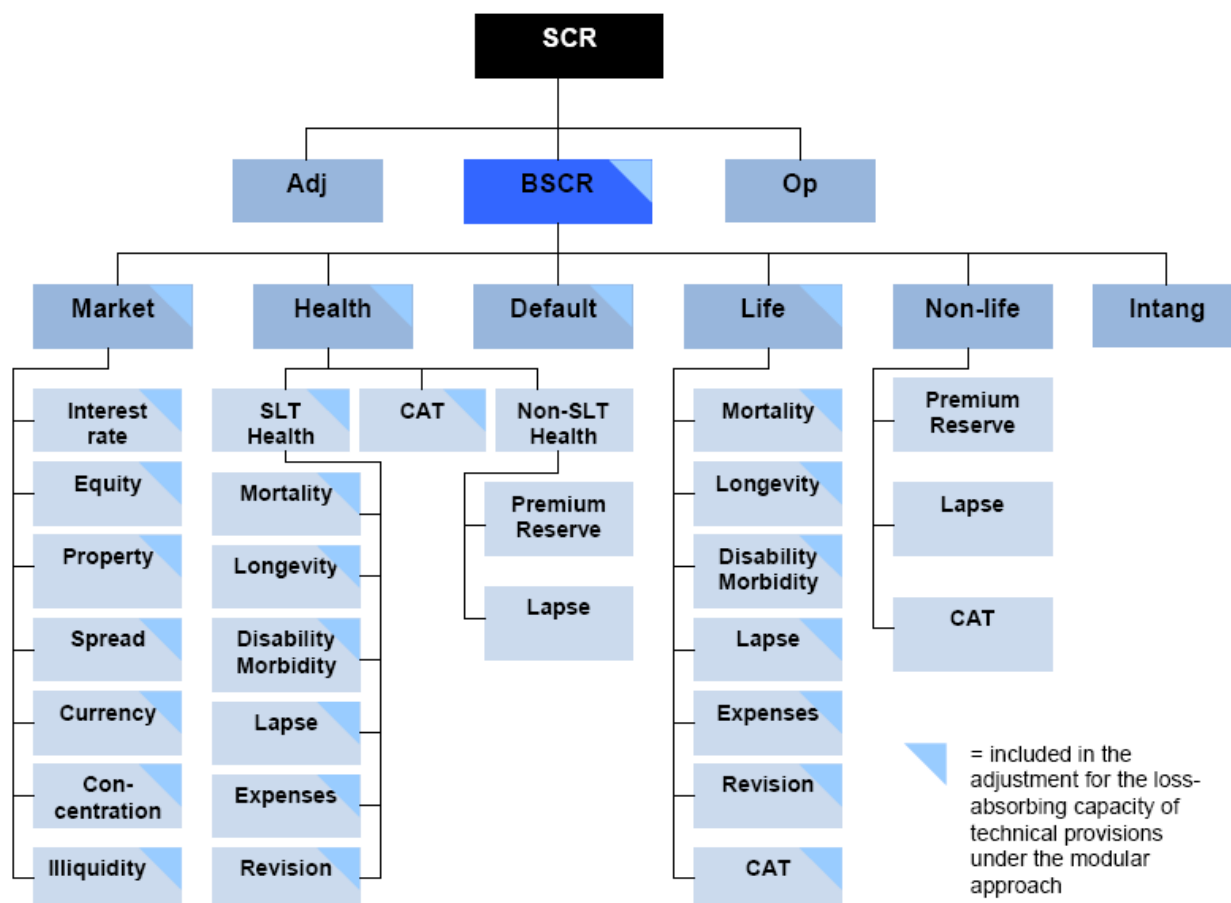 SCR
Adj
BSCR
Op
Market
Health
Default
Life
Non-life
Intang
Interest
rate
Equity
Property
Spread
Currency
Con-
centration
Illiquidity
SLT
Health
CAT
Non-SLT
Health
Mortality
Longevity
Disability
Morbidity
Lapse
Expenses
Revision
Premium
Reserve
Lapse
Mortality
Longevity
Disability
Morbidity
Lapse
Expenses
Revision
CAT
Premium
Reserve
Lapse
CAT
= included in the
adjustment for the loss-
absorbing capacity of
technical provisions
under the modular
approach